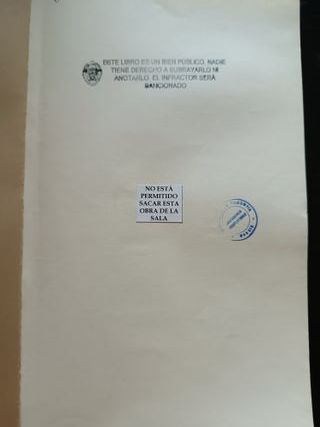 ESTE LIBRO ES UN BIEN PÚBLICO. NADIE
TIENE DERECHO A SUBRAYARLO NI
ANOTARLO. EL INFRACTOR SERÁ
SANCIONADO
NO ESTÁ
PERMITIDO
SACAR ESTA
OBRA DE LA
SALA